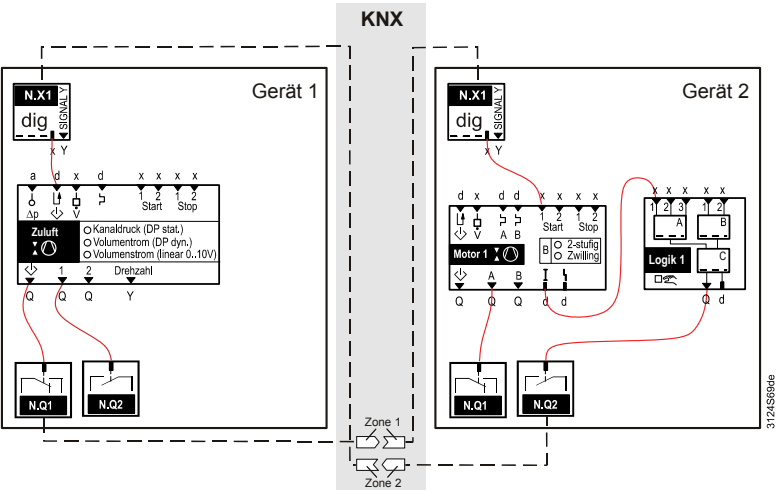 KNX
Gerät 1
N.X1
dig
SIGNAL Y
x Y
a d x d x x x x
Δp V 1 2 1 2
Start Stop
Zuluft
Kanaldruck (DP stat.)
Volumentrom (DP dyn.)
Volumenstrom (linear 0..10V)
1 2 Drehzahl
Q Q Q Y
N.Q1
N.Q2
Gerät 2
N.X1
dig
SIGNAL Y
x Y
d x d d x x x x
V A B 1 2 1 2
Start Stop
Motor 1
B
2-stufig
Zwilling
A B
Q Q Q d d
x x x x x
1 2 3 1 2
A B
Logik 1
C
Q d
N.Q1
N.Q2
Zone 1
Zone 2
3124S69de